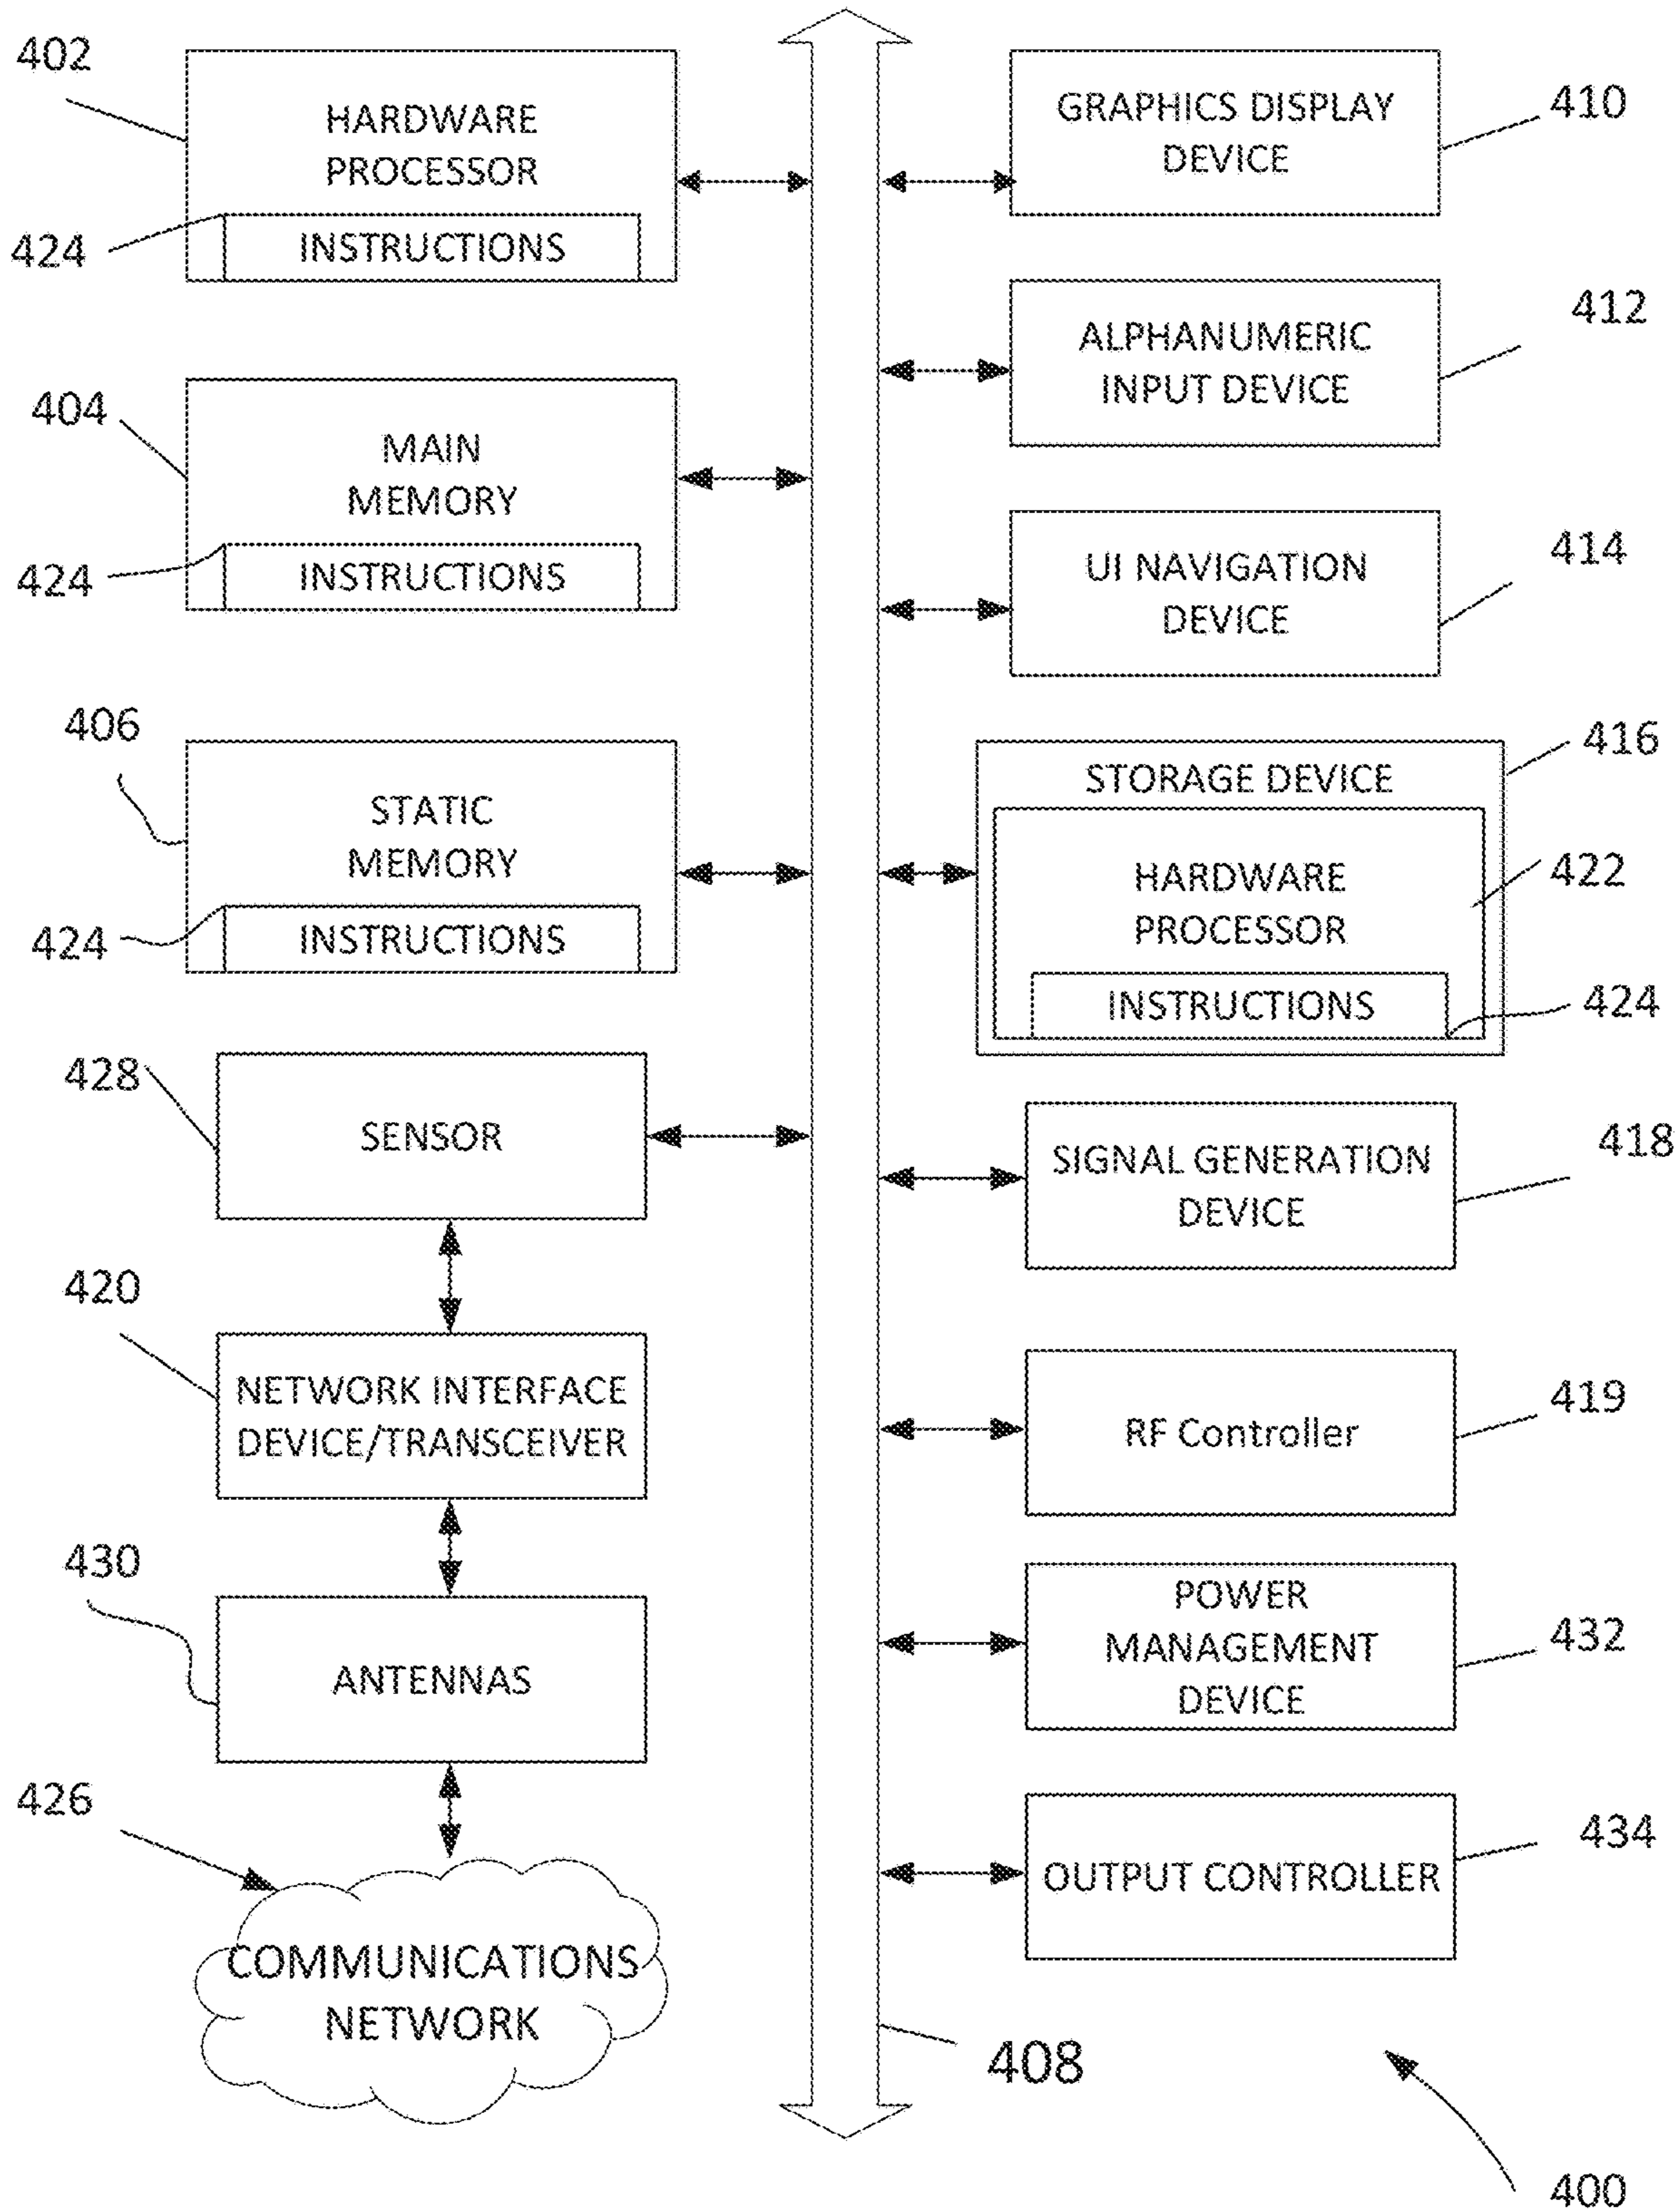 402
HARDWARE
PROCESSOR
424
INSTRUCTIONS
404
MAIN
MEMORY
424
INSTRUCTIONS
406
STATIC
MEMORY
424
INSTRUCTIONS
428
SENSOR
420
NETWORK INTERFACE
DEVICE/TRANSCEIVER
430
ANTENNAS
426
COMMUNICATIONS
NETWORK
GRAPHICS DISPLAY
DEVICE
410
ALPHANUMERIC
INPUT DEVICE
412
UI NAVIGATION
DEVICE
414
STORAGE DEVICE
416
HARDWARE
PROCESSOR
422
INSTRUCTIONS
424
SIGNAL GENERATION
DEVICE
418
RF Controller
419
POWER
MANAGEMENT
DEVICE
432
OUTPUT CONTROLLER
434
408
400